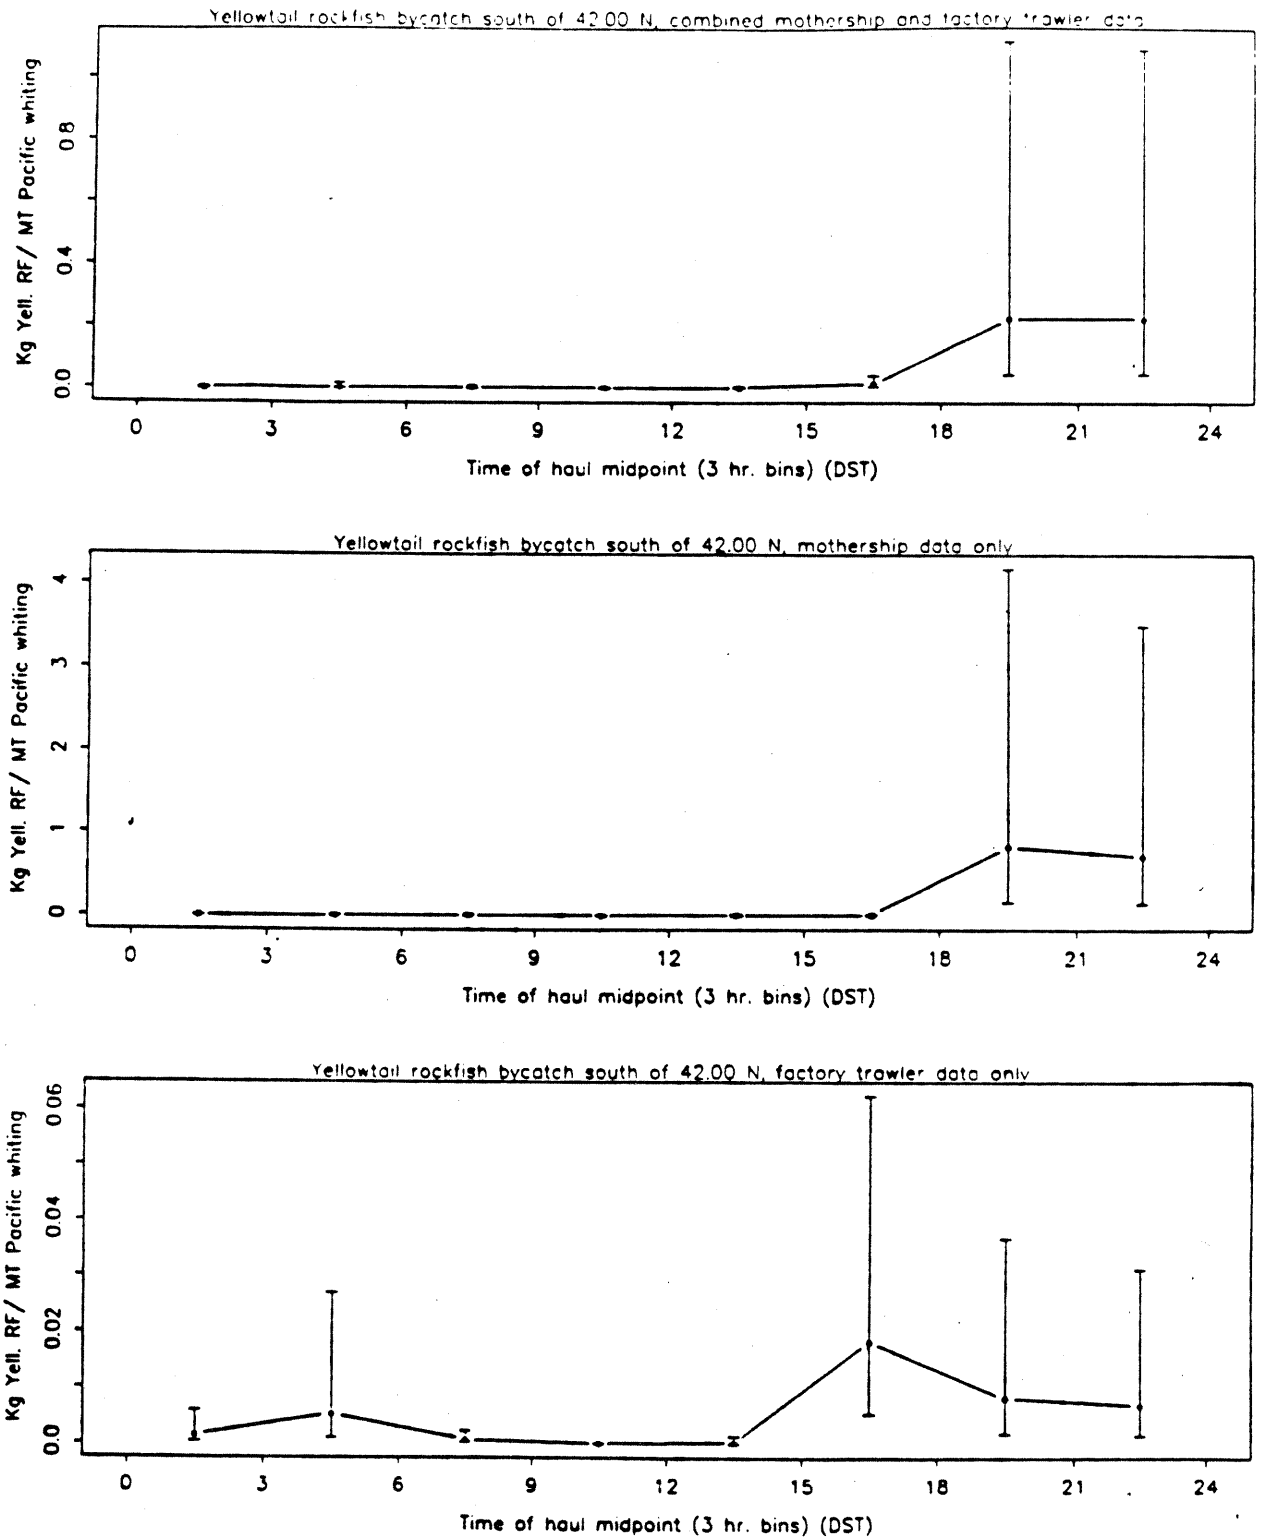 Yellowtail rockfish bycatch south of 42.00 N, combined mothership and factory trawler data
Kg Yell. RF/ MT Pacific whiting
0.8
0.4
0.0
0 3 6 9 12 15 18 21 24
Time of haul midpoint (3 hr. bins) (DST)
Yellowtail rockfish bycatch south of 42.00 N, mothership data only
Kg Yell. RF/ MT Pacific whiting
4
3
2
1
0
0 3 6 9 12 15 18 21 24
Time of haul midpoint (3 hr. bins) (DST)
Yellowtail rockfish bycatch south of 42.00 N, factory trawler data only
Kg Yell. RF/ MT Pacific whiting
0.06
0.04
0.02
0.0
0 3 6 9 12 15 18 21 24
Time of haul midpoint (3 hr. bins) (DST)